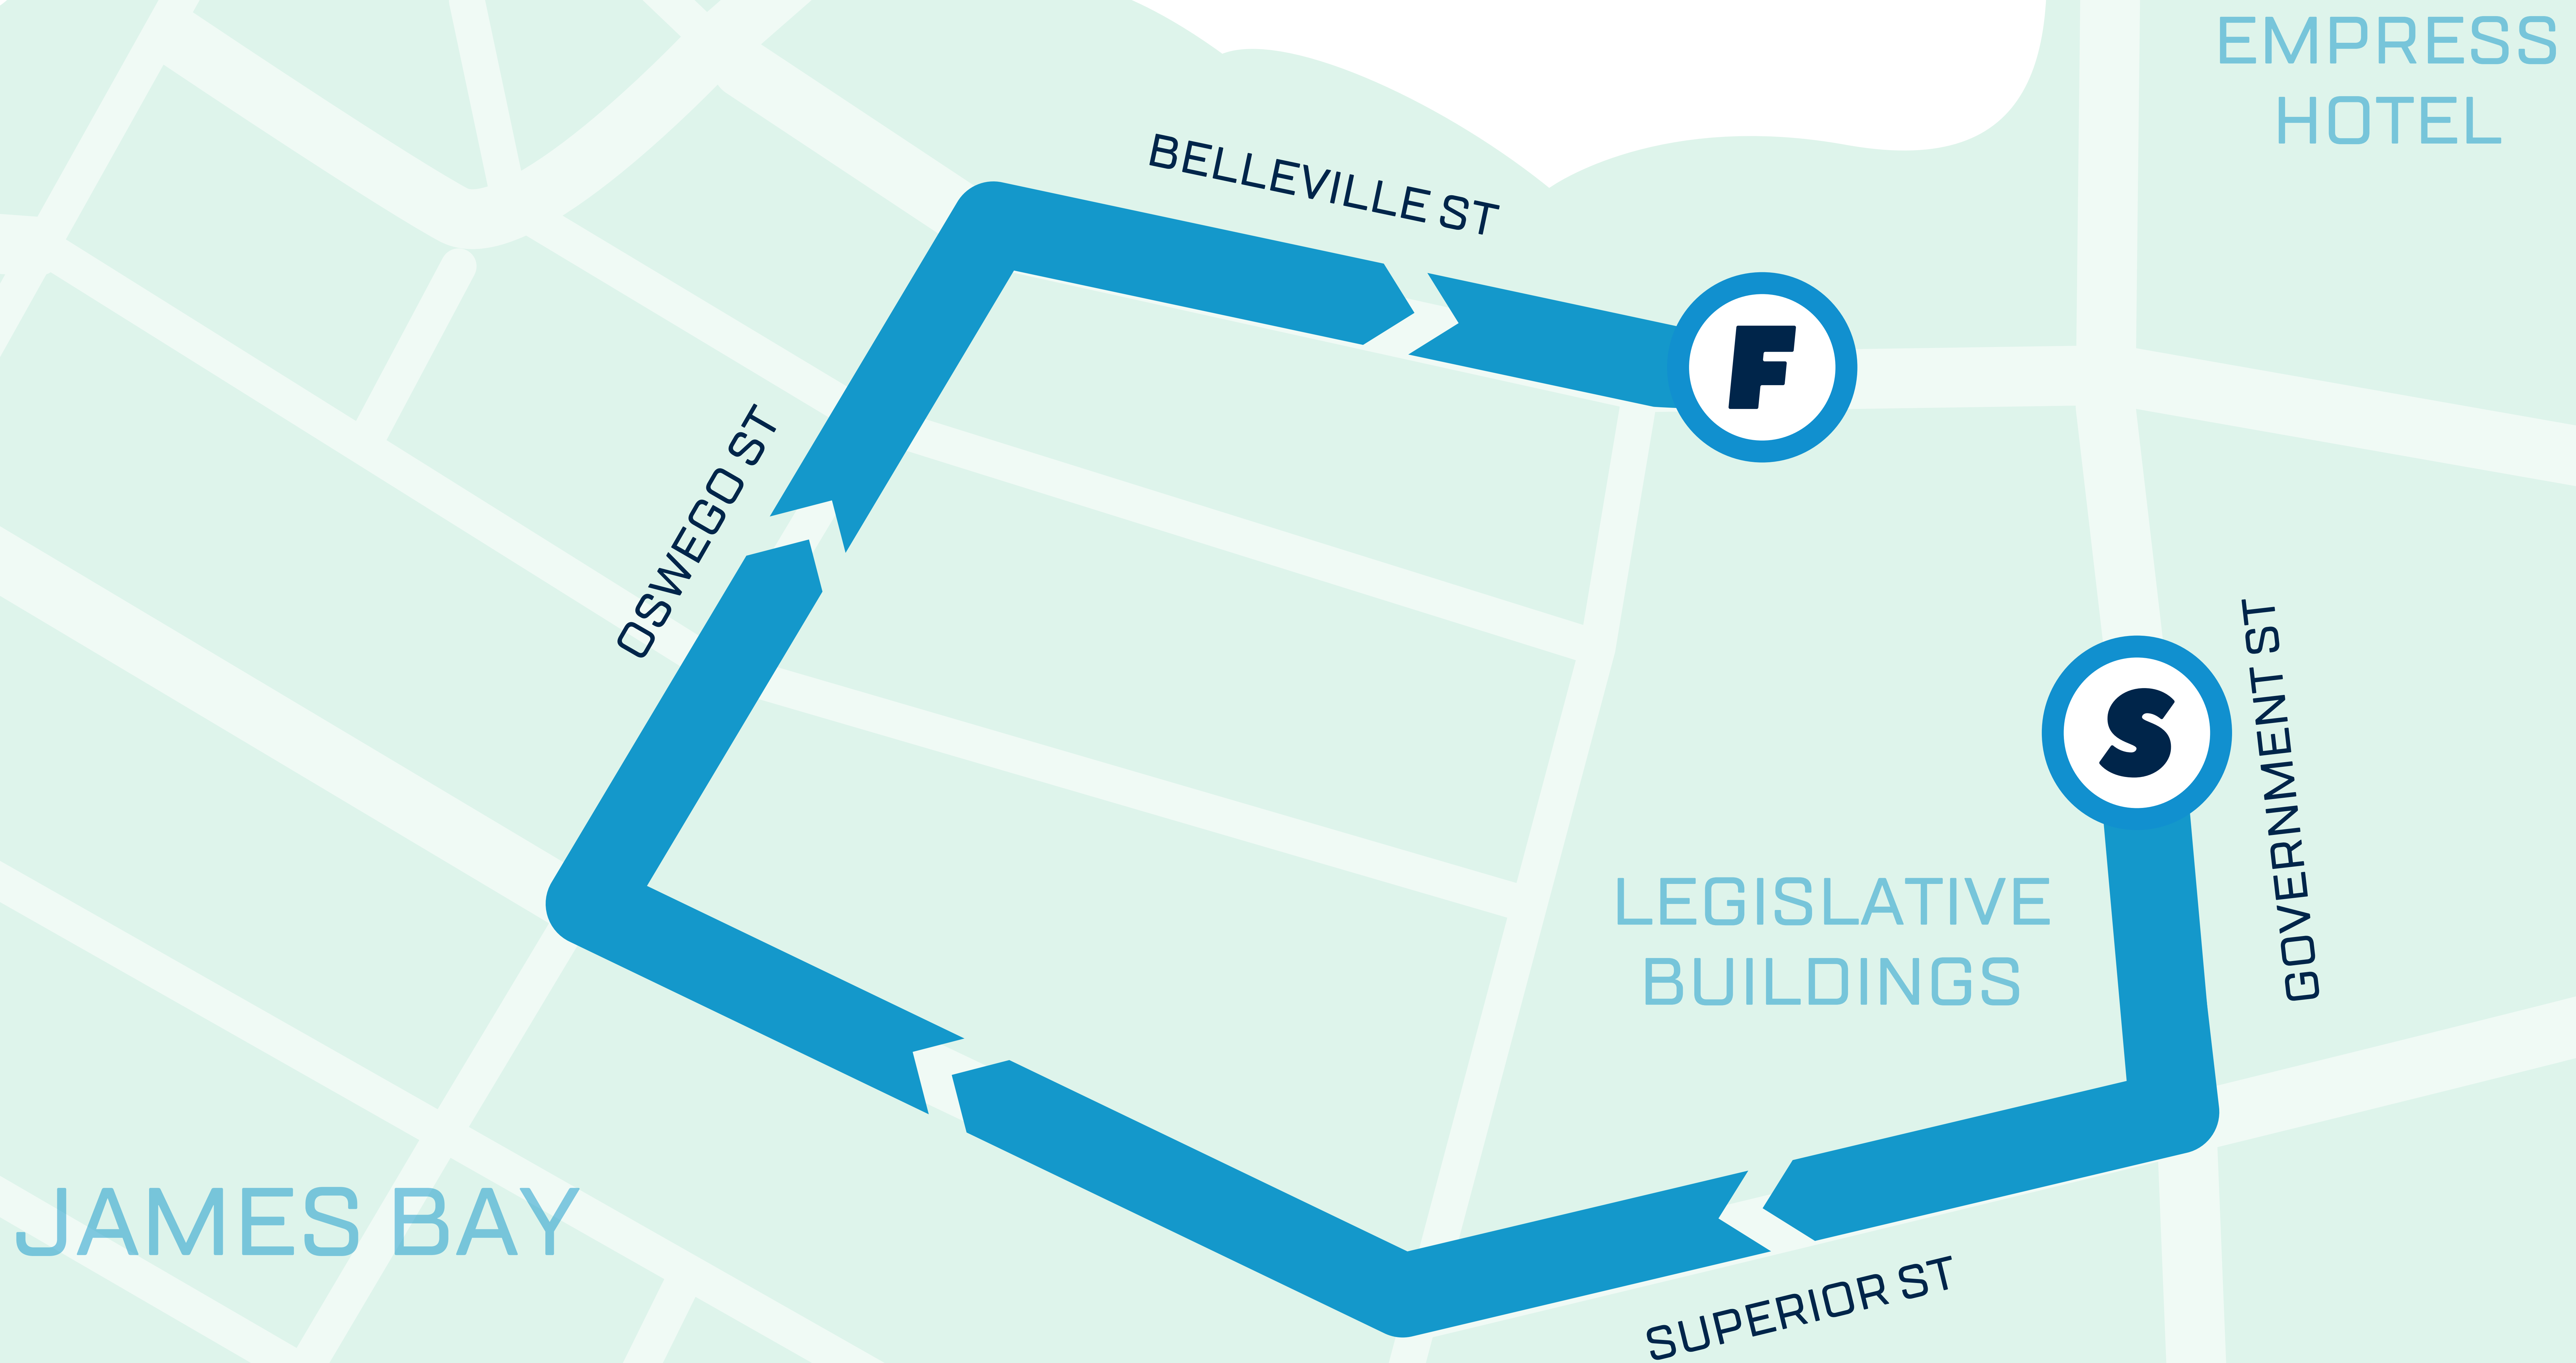 EMPRESS
HOTEL
BELLEVILLE ST
F
OSWEGO ST
S
GOVERNMENT ST
LEGISLATIVE
BUILDINGS
JAMES BAY
SUPERIOR ST